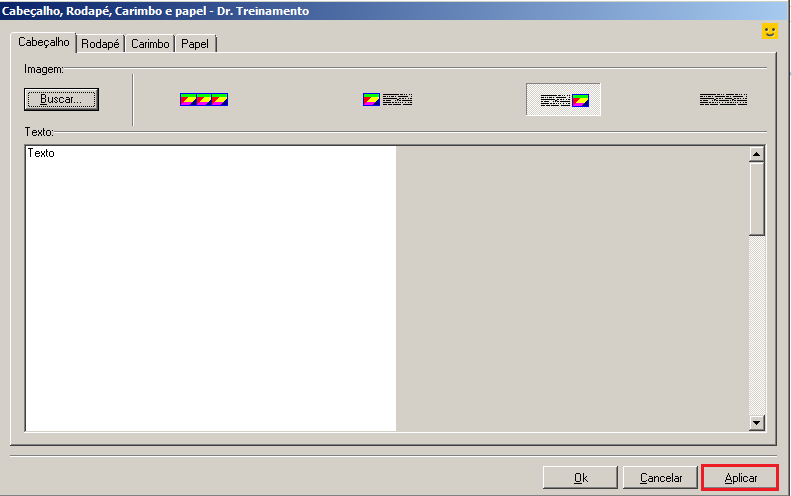 Cabeçalho, Rodapé, Carimbo e papel - Dr. Treinamento
Cabeçalho Rodapé Carimbo Papel
Imagem:
Buscar...
Texto:
Texto
Ok Cancelar Aplicar